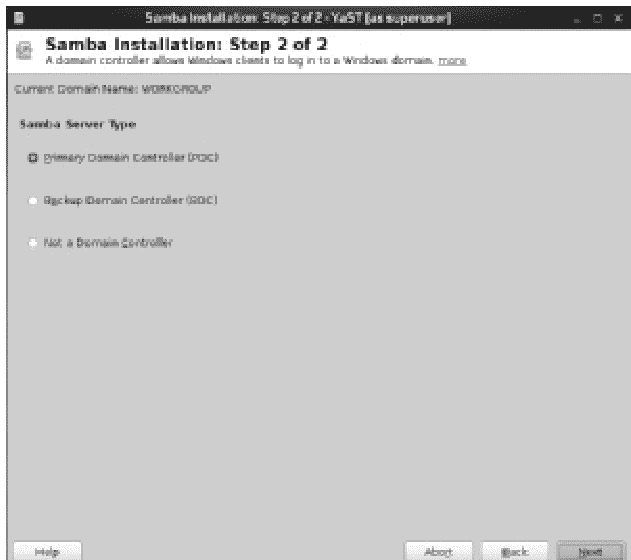 Samba Installation: Step 2 of 2 - YaST [as superuser]
Samba Installation: Step 2 of 2
A domain controller allows Windows clients to log in to a Windows domain. more
Current Domain Name: WORKGROUP
Samba Server Type
Primary Domain Controller (PDC)
Backup Domain Controller (BDC)
Not a Domain Controller
Help
Abort
Back
Next